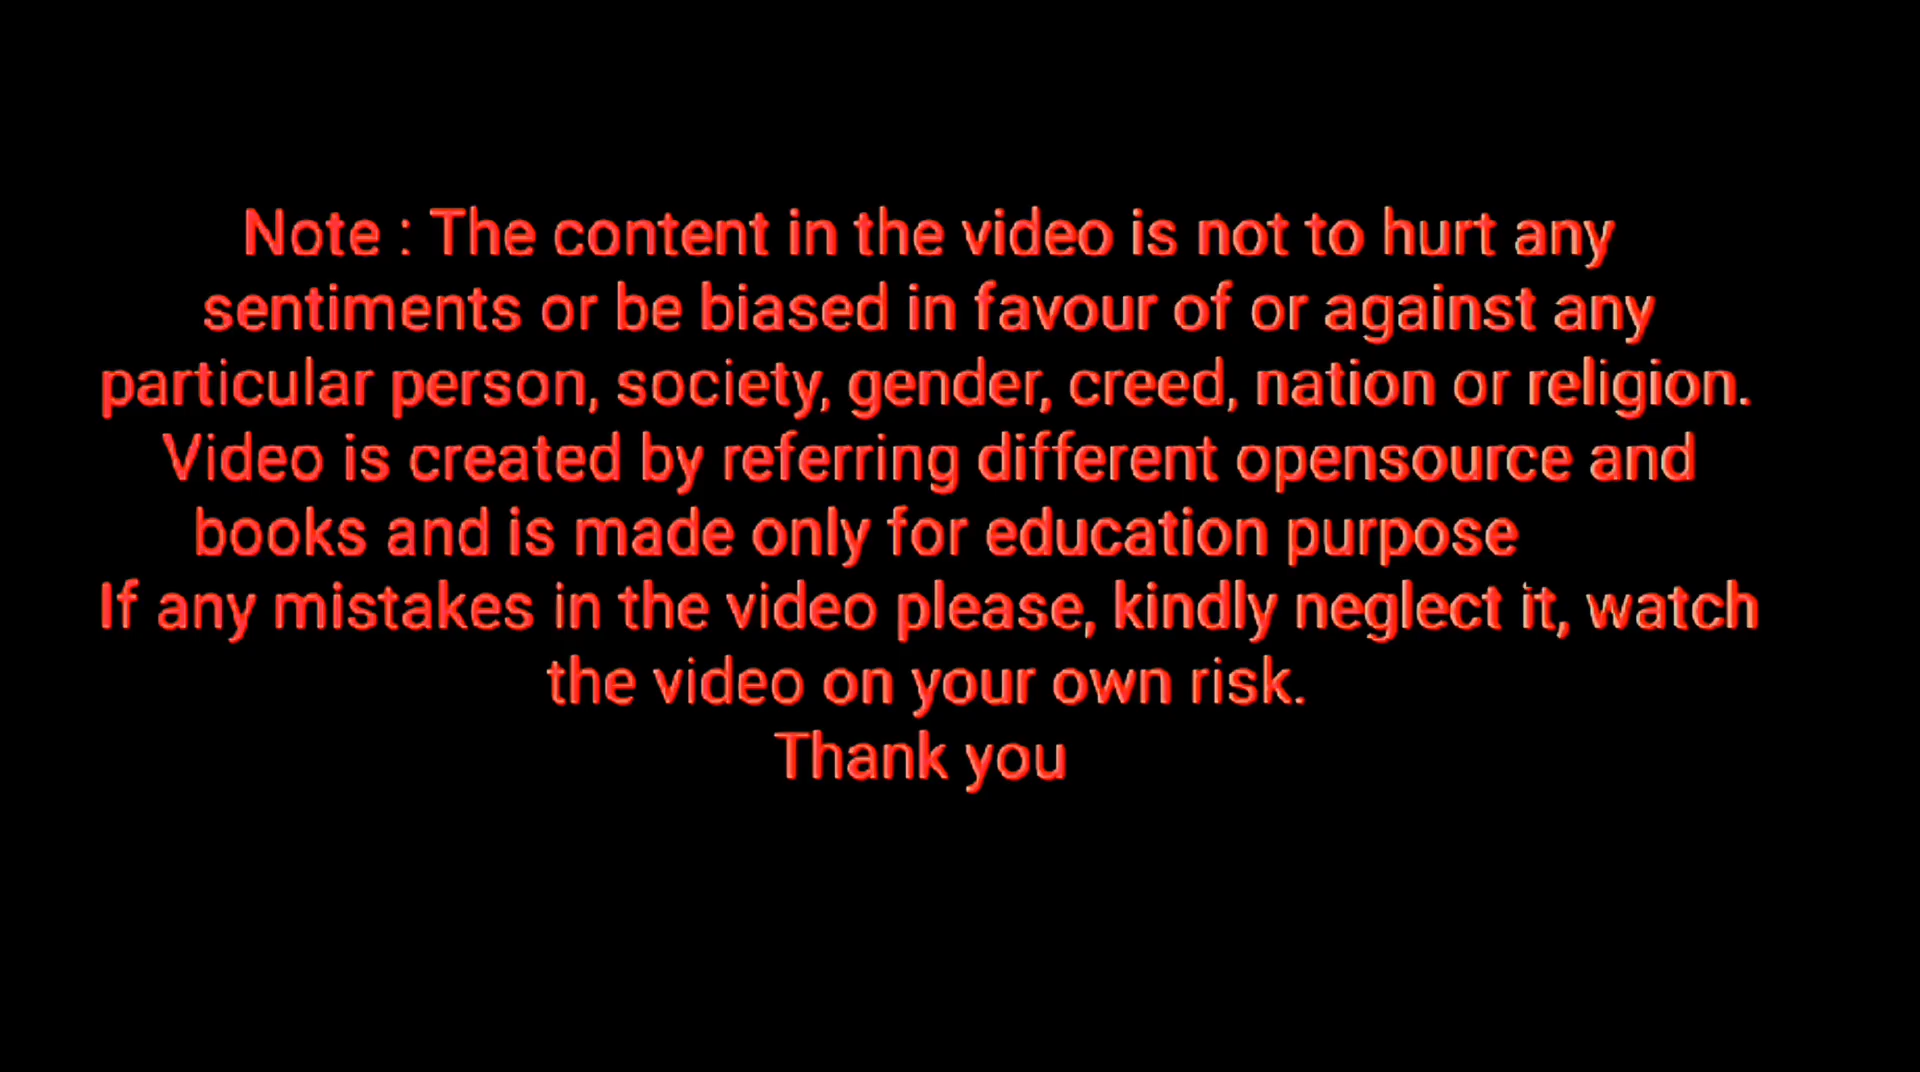 Note : The content in the video is not to hurt any
sentiments or be biased in favour of or against any
particular person, society, gender, creed, nation or religion.
Video is created by referring different opensource and
books and is made only for education purpose
If any mistakes in the video please, kindly neglect it, watch
the video on your own risk.
Thank you